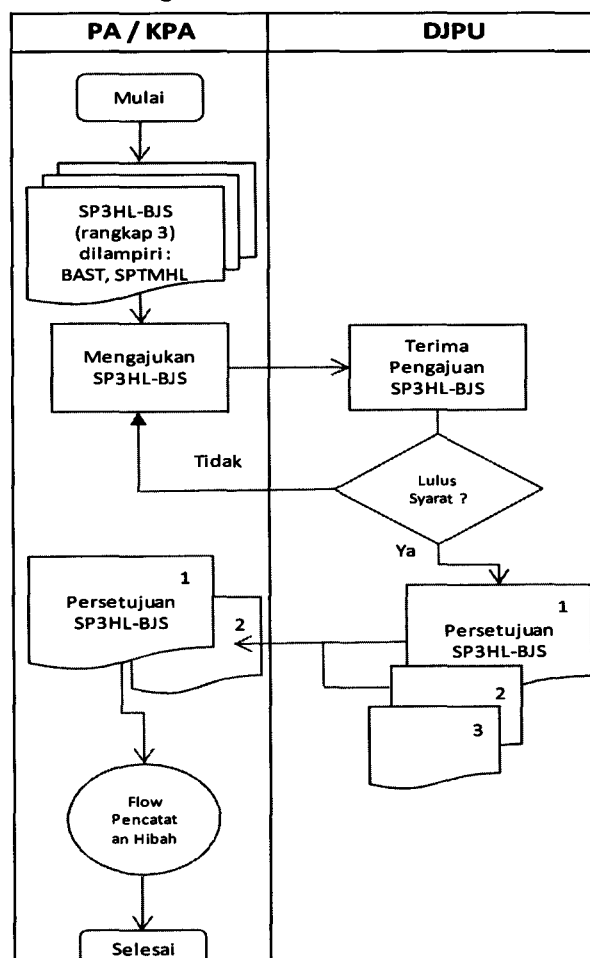 PA / KPA
DJPU
Mulai
SP3HL-BJS
(rangkap 3)
dilampiri :
BAST, SPTMHL
Mengajukan
SP3HL-BJS
Terima
Pengajuan
SP3HL-BJS
Tidak
Lulus
Syarat ?
Ya
1
Persetujuan
SP3HL-BJS
2
1
Persetujuan
SP3HL-BJS
2
3
Flow
Pencatat
an Hibah
Selesai